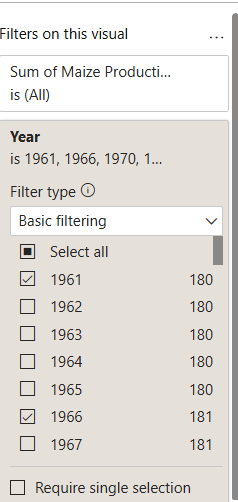 Filters on this visual ...
Sum of Maize Producti...
is (All)
Year
is 1961, 1966, 1970, 1...
Filter type
Basic filtering
Select all
1961 180
1962 180
1963 180
1964 180
1965 180
1966 181
1967 181
Require single selection